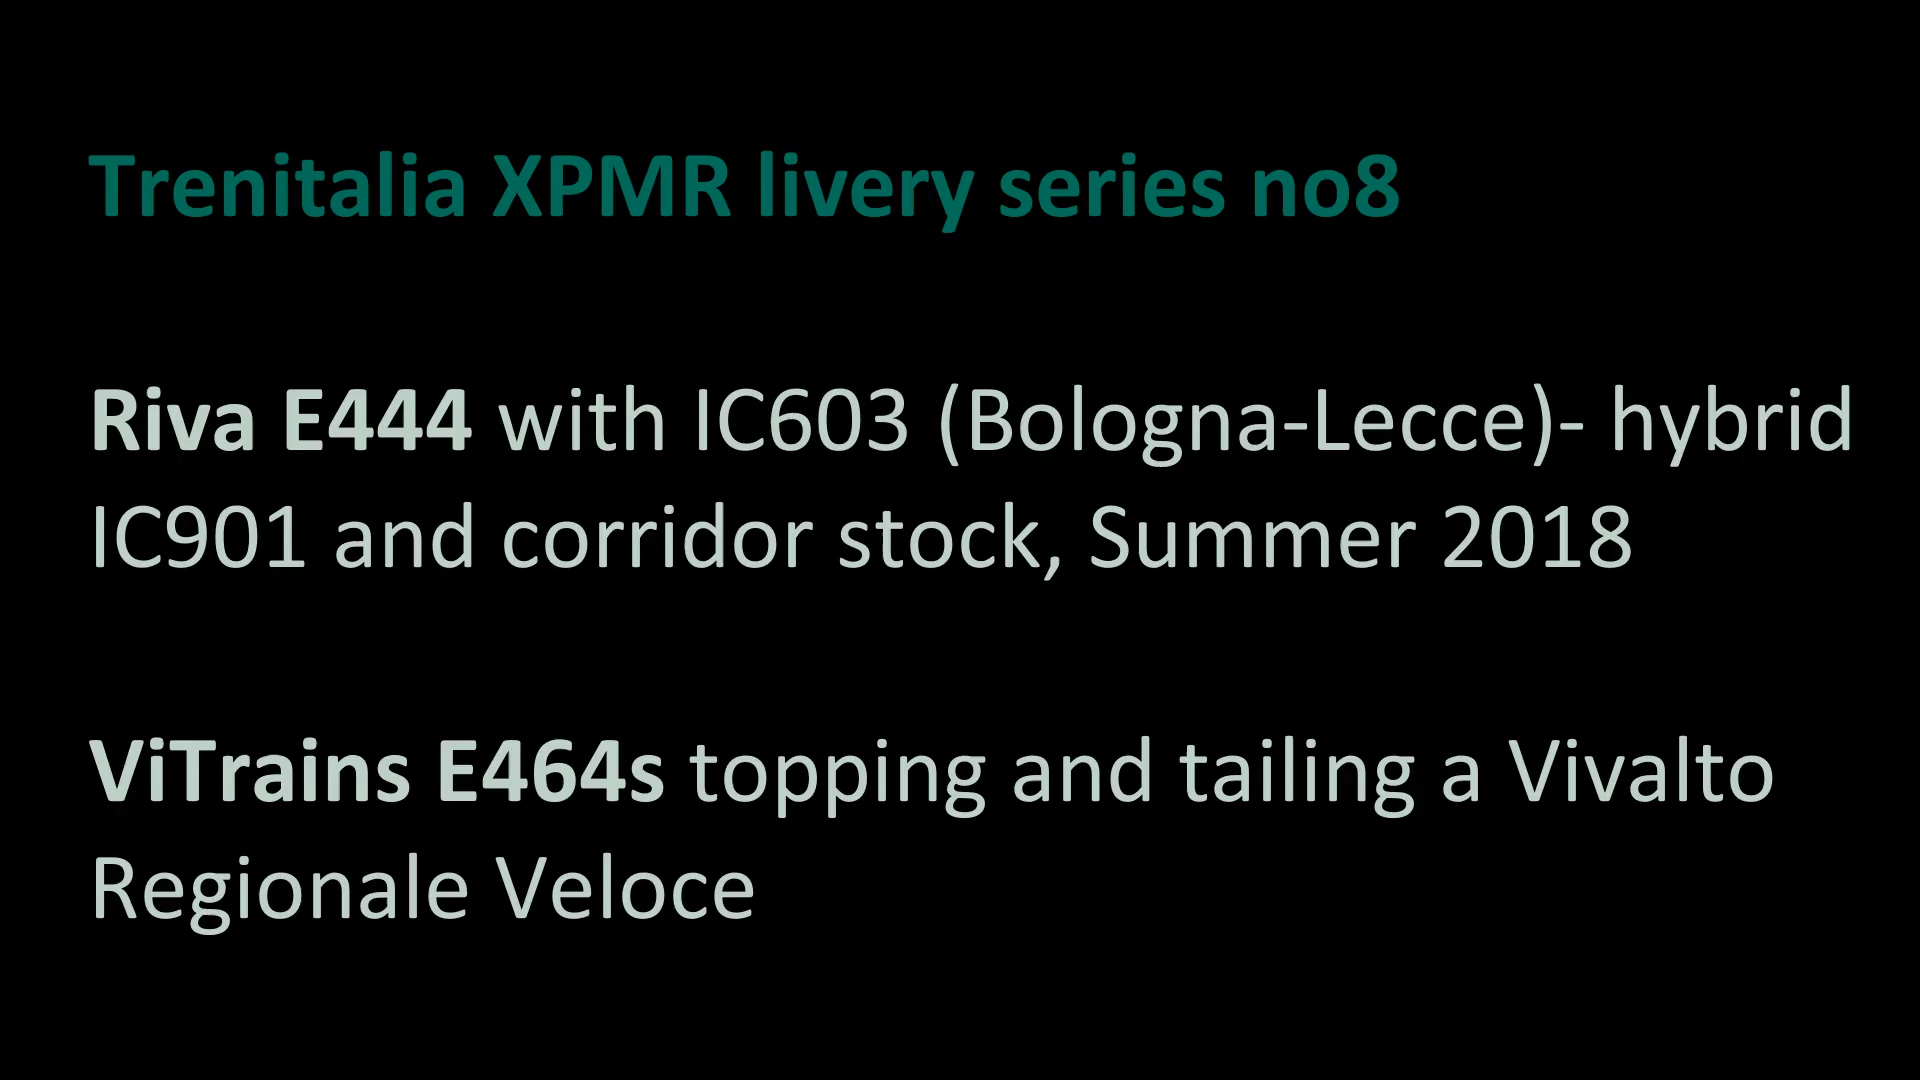 Trenitalia XPMR livery series no8
Riva E444 with IC603 (Bologna-Lecce)- hybrid
IC901 and corridor stock, Summer 2018
ViTrains E464s topping and tailing a Vivalto
Regionale Veloce